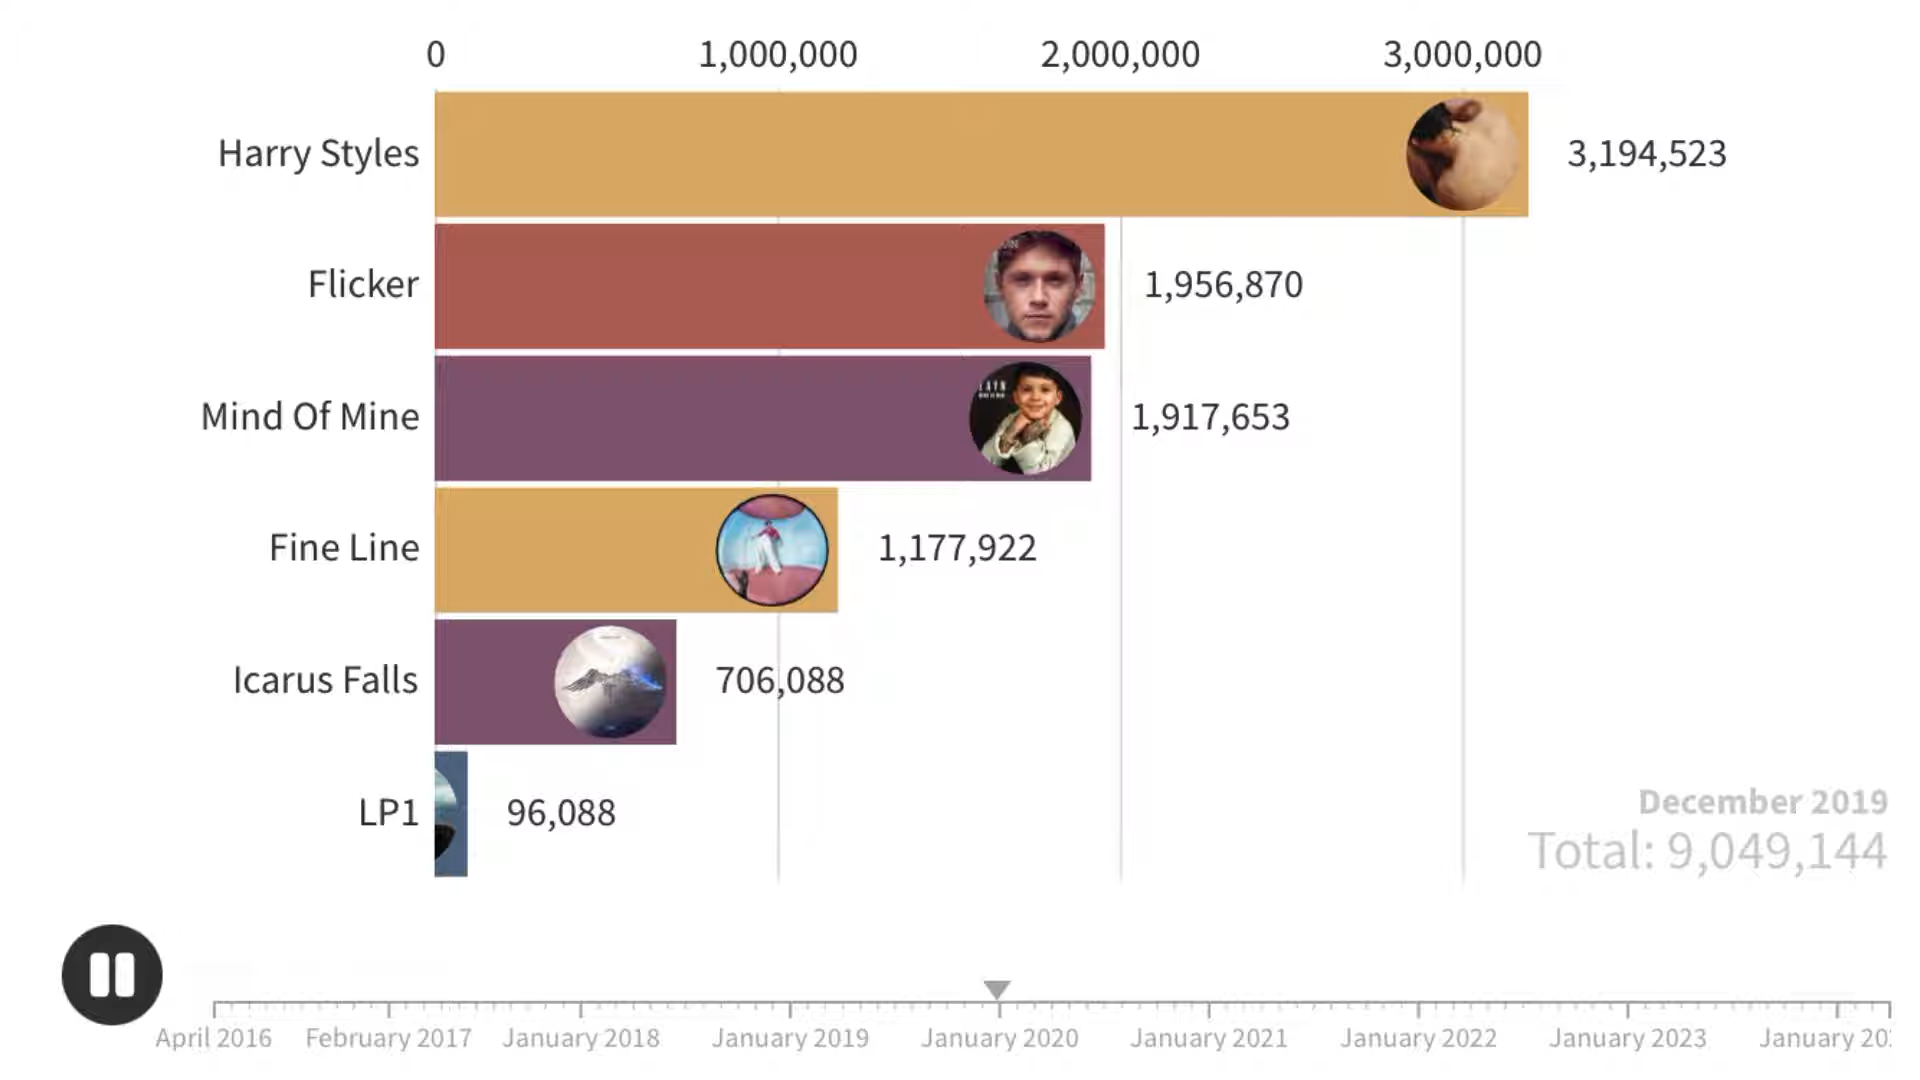 0 1,000,000 2,000,000 3,000,000
Harry Styles 3,194,523
Flicker 1,956,870
Mind Of Mine 1,917,653
Fine Line 1,177,922
Icarus Falls 706,088
LP1 96,088
December 2019
Total: 9,049,144
April 2016 February 2017 January 2018 January 2019 January 2020 January 2021 January 2022 January 2023 January 20